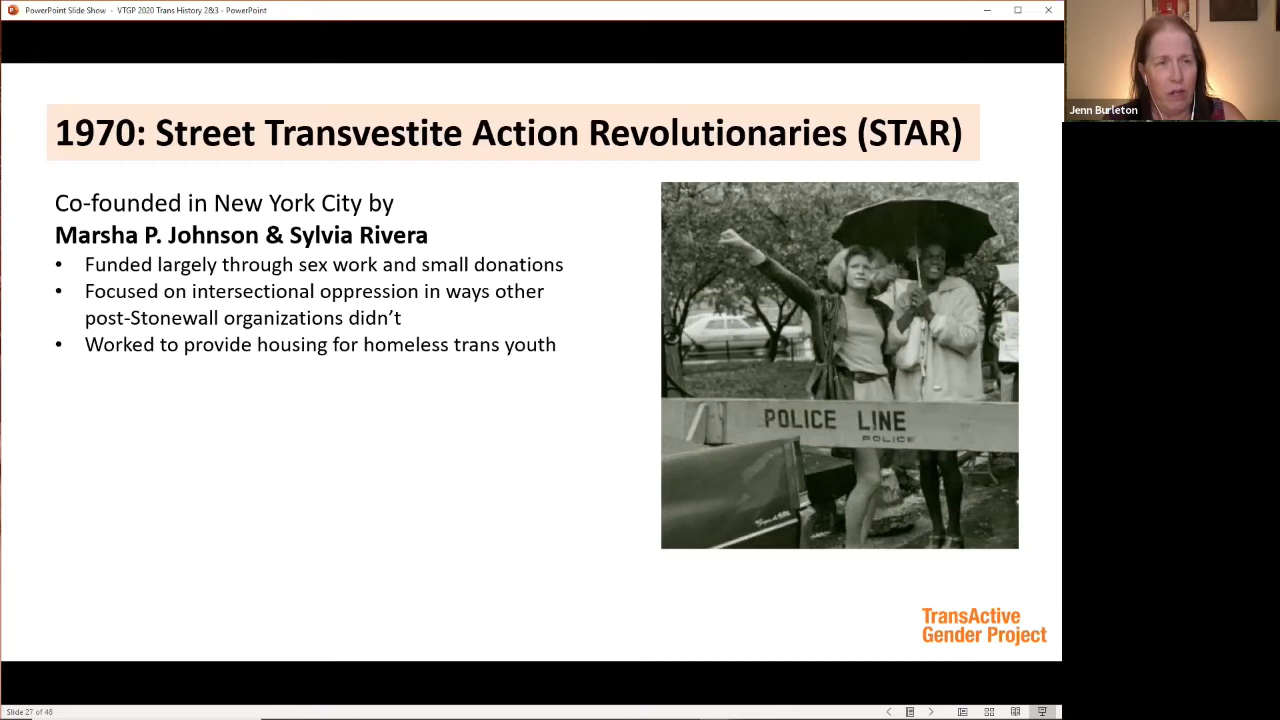 PowerPoint Slide Show - VTGP 2020 Trans History 2&3 - PowerPoint
Jenn Burleton
1970: Street Transvestite Action Revolutionaries (STAR)
Co-founded in New York City by
Marsha P. Johnson & Sylvia Rivera
• Funded largely through sex work and small donations
• Focused on intersectional oppression in ways other
post-Stonewall organizations didn’t
• Worked to provide housing for homeless trans youth
POLICE LINE
POLICE
TransActive
Gender Project
Slide 27 of 48